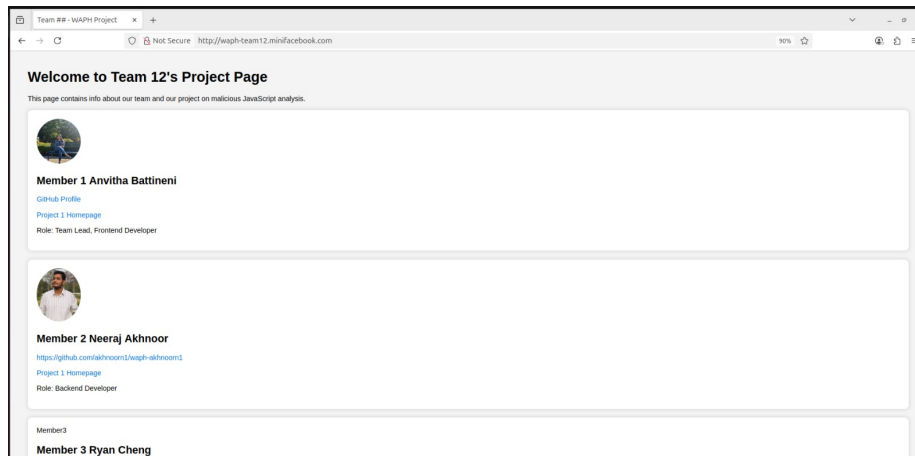 Team ## - WAPH Project
Not Secure http://waph-team12.minifacebook.com 90%
Welcome to Team 12's Project Page
This page contains info about our team and our project on malicious JavaScript analysis.
Member 1 Anvitha Battineni
GitHub Profile
Project 1 Homepage
Role: Team Lead, Frontend Developer
Member 2 Neeraj Akhnoor
https://github.com/akhnoorn1/waph-akhnoorn1
Project 1 Homepage
Role: Backend Developer
Member3
Member 3 Ryan Cheng